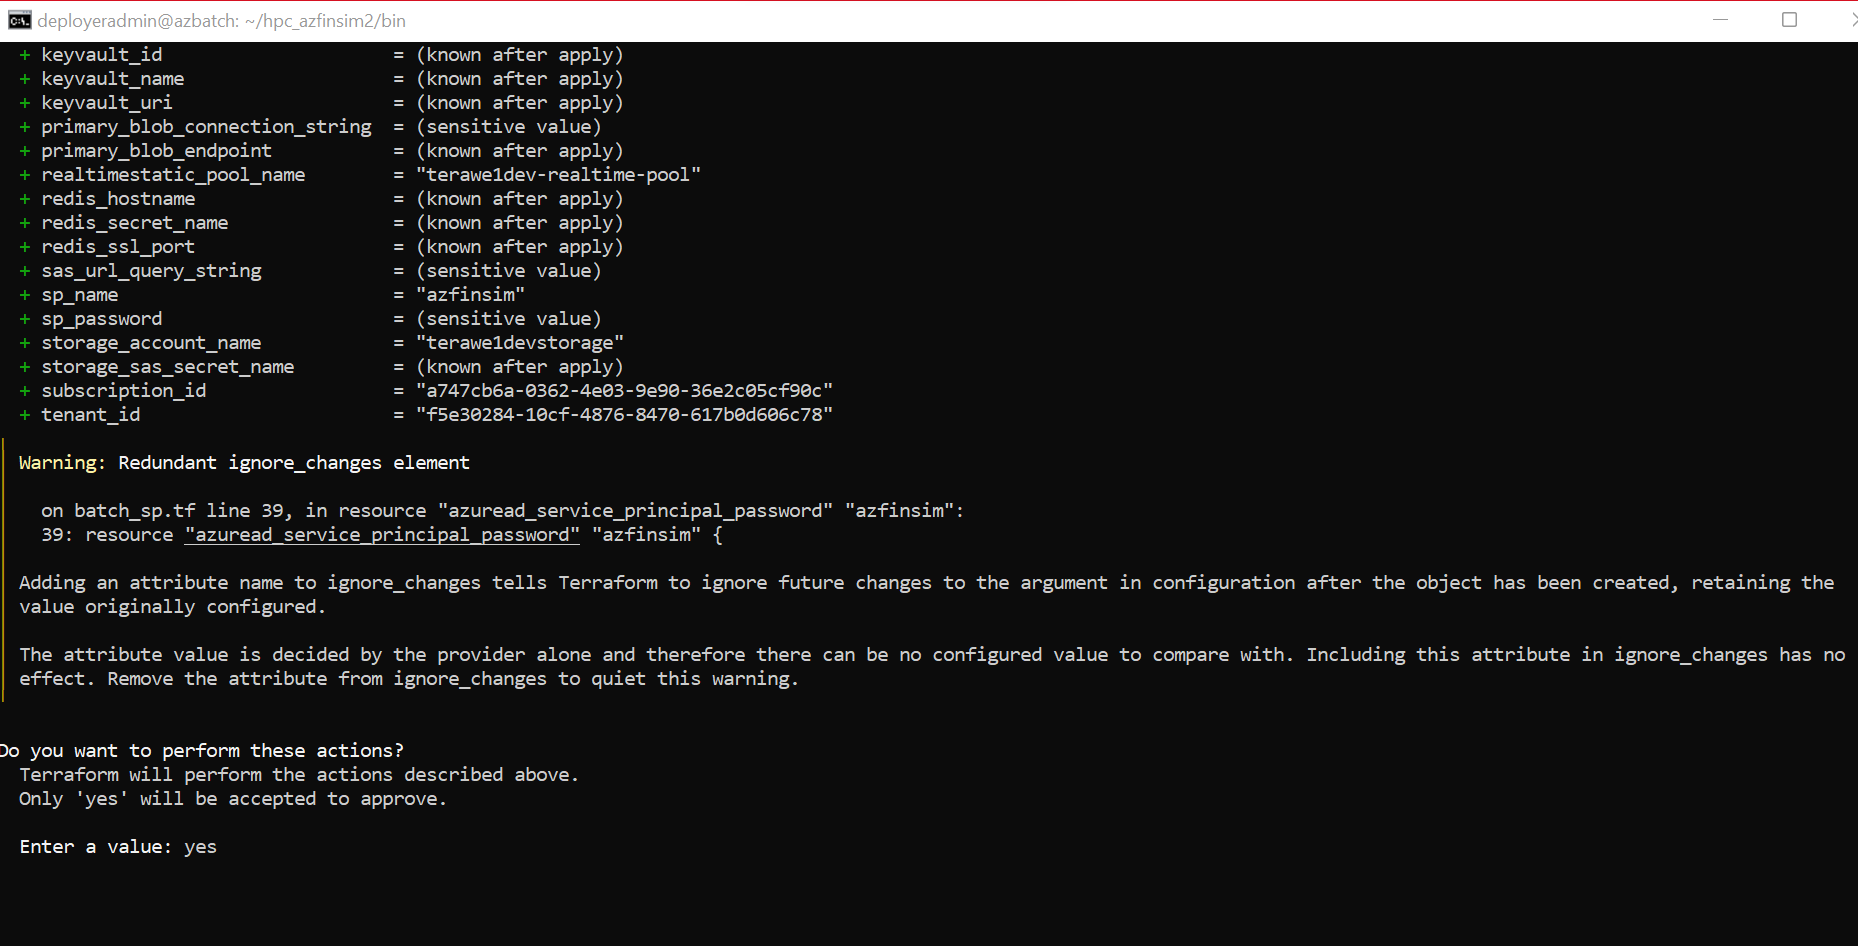 deployeradmin@azbatch: ~/hpc_azfinsim2/bin
+ keyvault_id = (known after apply)
+ keyvault_name = (known after apply)
+ keyvault_uri = (known after apply)
+ primary_blob_connection_string = (sensitive value)
+ primary_blob_endpoint = (known after apply)
+ realtimestatic_pool_name = "terawe1dev-realtime-pool"
+ redis_hostname = (known after apply)
+ redis_secret_name = (known after apply)
+ redis_ssl_port = (known after apply)
+ sas_url_query_string = (sensitive value)
+ sp_name = "azfinsim"
+ sp_password = (sensitive value)
+ storage_account_name = "terawe1devstorage"
+ storage_sas_secret_name = (known after apply)
+ subscription_id = "a747cb6a-0362-4e03-9e90-36e2c05cf90c"
+ tenant_id = "f5e30284-10cf-4876-8470-617b0d606c78"
Warning: Redundant ignore_changes element
on batch_sp.tf line 39, in resource "azuread_service_principal_password" "azfinsim":
39: resource "azuread_service_principal_password" "azfinsim" {
Adding an attribute name to ignore_changes tells Terraform to ignore future changes to the argument in configuration after the object has been created, retaining the
value originally configured.
The attribute value is decided by the provider alone and therefore there can be no configured value to compare with. Including this attribute in ignore_changes has no
effect. Remove the attribute from ignore_changes to quiet this warning.
Do you want to perform these actions?
Terraform will perform the actions described above.
Only 'yes' will be accepted to approve.
Enter a value: yes